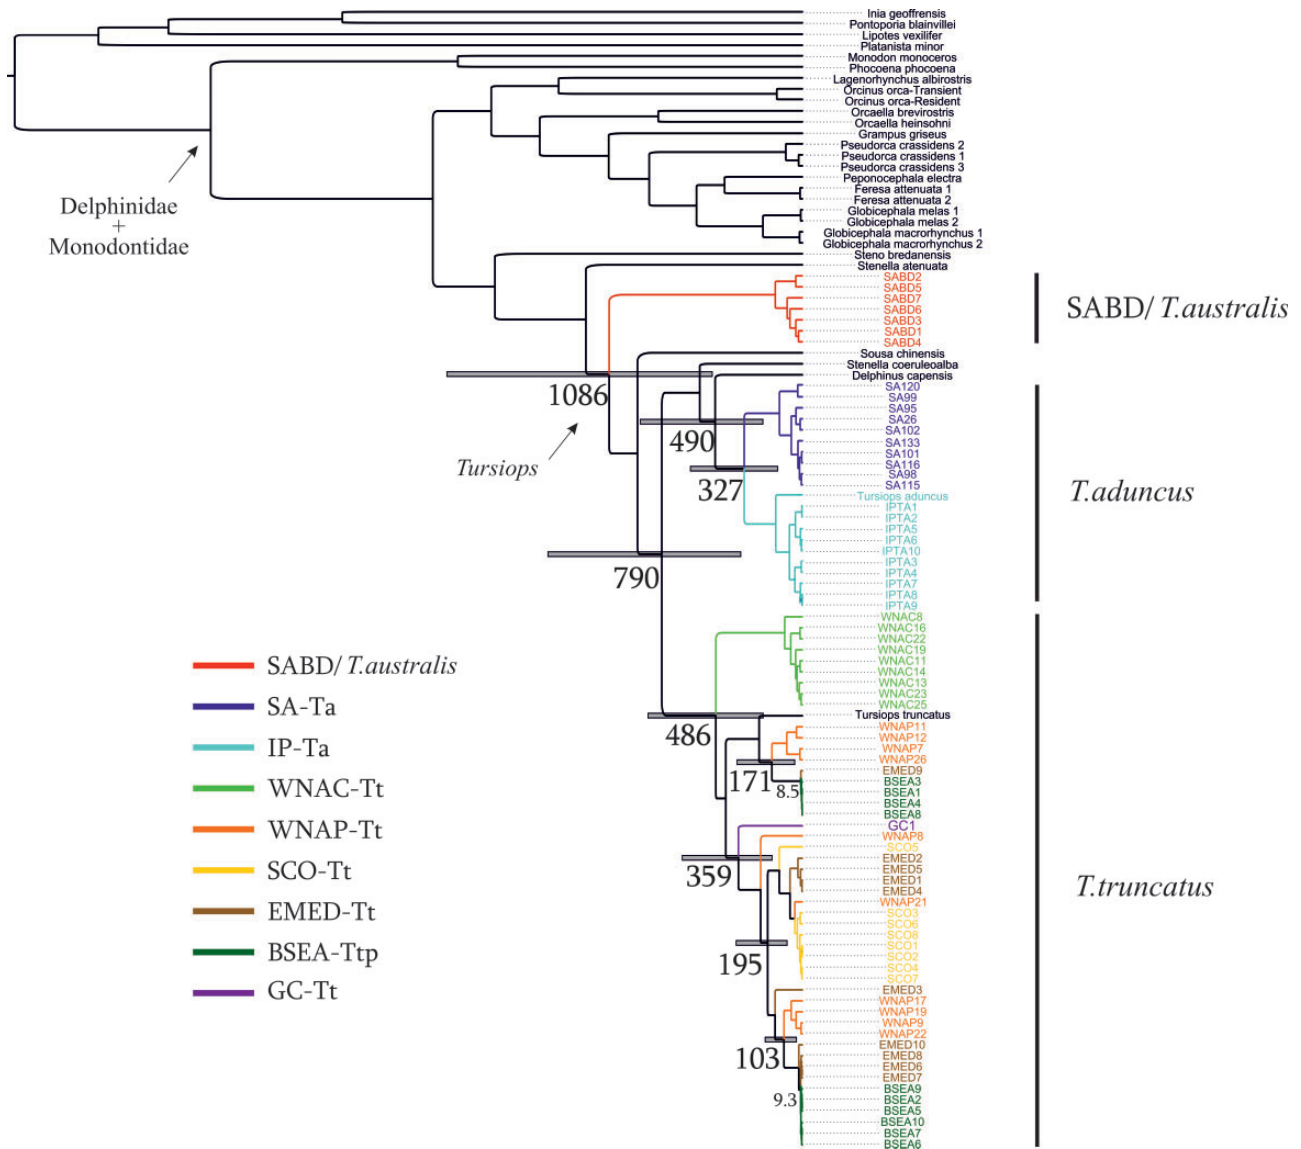 Inia geoffrensis
Pontoporia blainvillei
Lipotes vexilifer
Platanista minor
Monodon monoceros
Phocoena phocoena
Lagenorhynchus albirostris
Orcinus orca-Transient
Orcinus orca-Resident
Orcaella brevirostris
Orcaella heinsohni
Grampus griseus
Pseudorca crassidens 2
Pseudorca crassidens 1
Pseudorca crassidens 3
Peponocephala electra
Feresa attenuata 1
Feresa attenuata 2
Globicephala melas 1
Globicephala melas 2
Globicephala macrorhynchus 1
Globicephala macrorhynchus 2
Steno bredanensis
Stenella atenuata
SABD2
SABD5
SABD7
SABD6
SABD3
SABD1
SABD4
Sousa chinensis
Stenella coeruleoalba
Delphinus capensis
SA120
SA99
SA95
SA26
SA102
SA133
SA101
SA116
SA98
SA115
Tursiops aduncus
IPTA1
IPTA2
IPTA5
IPTA6
IPTA10
IPTA3
IPTA4
IPTA7
IPTA8
IPTA9
WNAC8
WNAC16
WNAC22
WNAC19
WNAC11
WNAC14
WNAC13
WNAC23
WNAC25
Tursiops truncatus
WNAP11
WNAP12
WNAP7
WNAP26
EMED9
BSEA3
BSEA1
BSEA4
BSEA8
GC1
WNAP8
SCO5
EMED2
EMED5
EMED1
EMED4
WNAP21
SCO3
SCO6
SCO8
SCO1
SCO2
SCO4
SCO7
EMED3
WNAP17
WNAP19
WNAP9
WNAP22
EMED10
EMED8
EMED6
EMED7
BSEA9
BSEA2
BSEA5
BSEA10
BSEA7
BSEA6
Delphinidae
+
Monodontidae
Tursiops
1086
490
327
790
486
171
8.5
359
195
103
9.3
SABD/ T.australis
T.aduncus
T.truncatus
SABD/ T.australis
SA-Ta
IP-Ta
WNAC-Tt
WNAP-Tt
SCO-Tt
EMED-Tt
BSEA-Ttp
GC-Tt